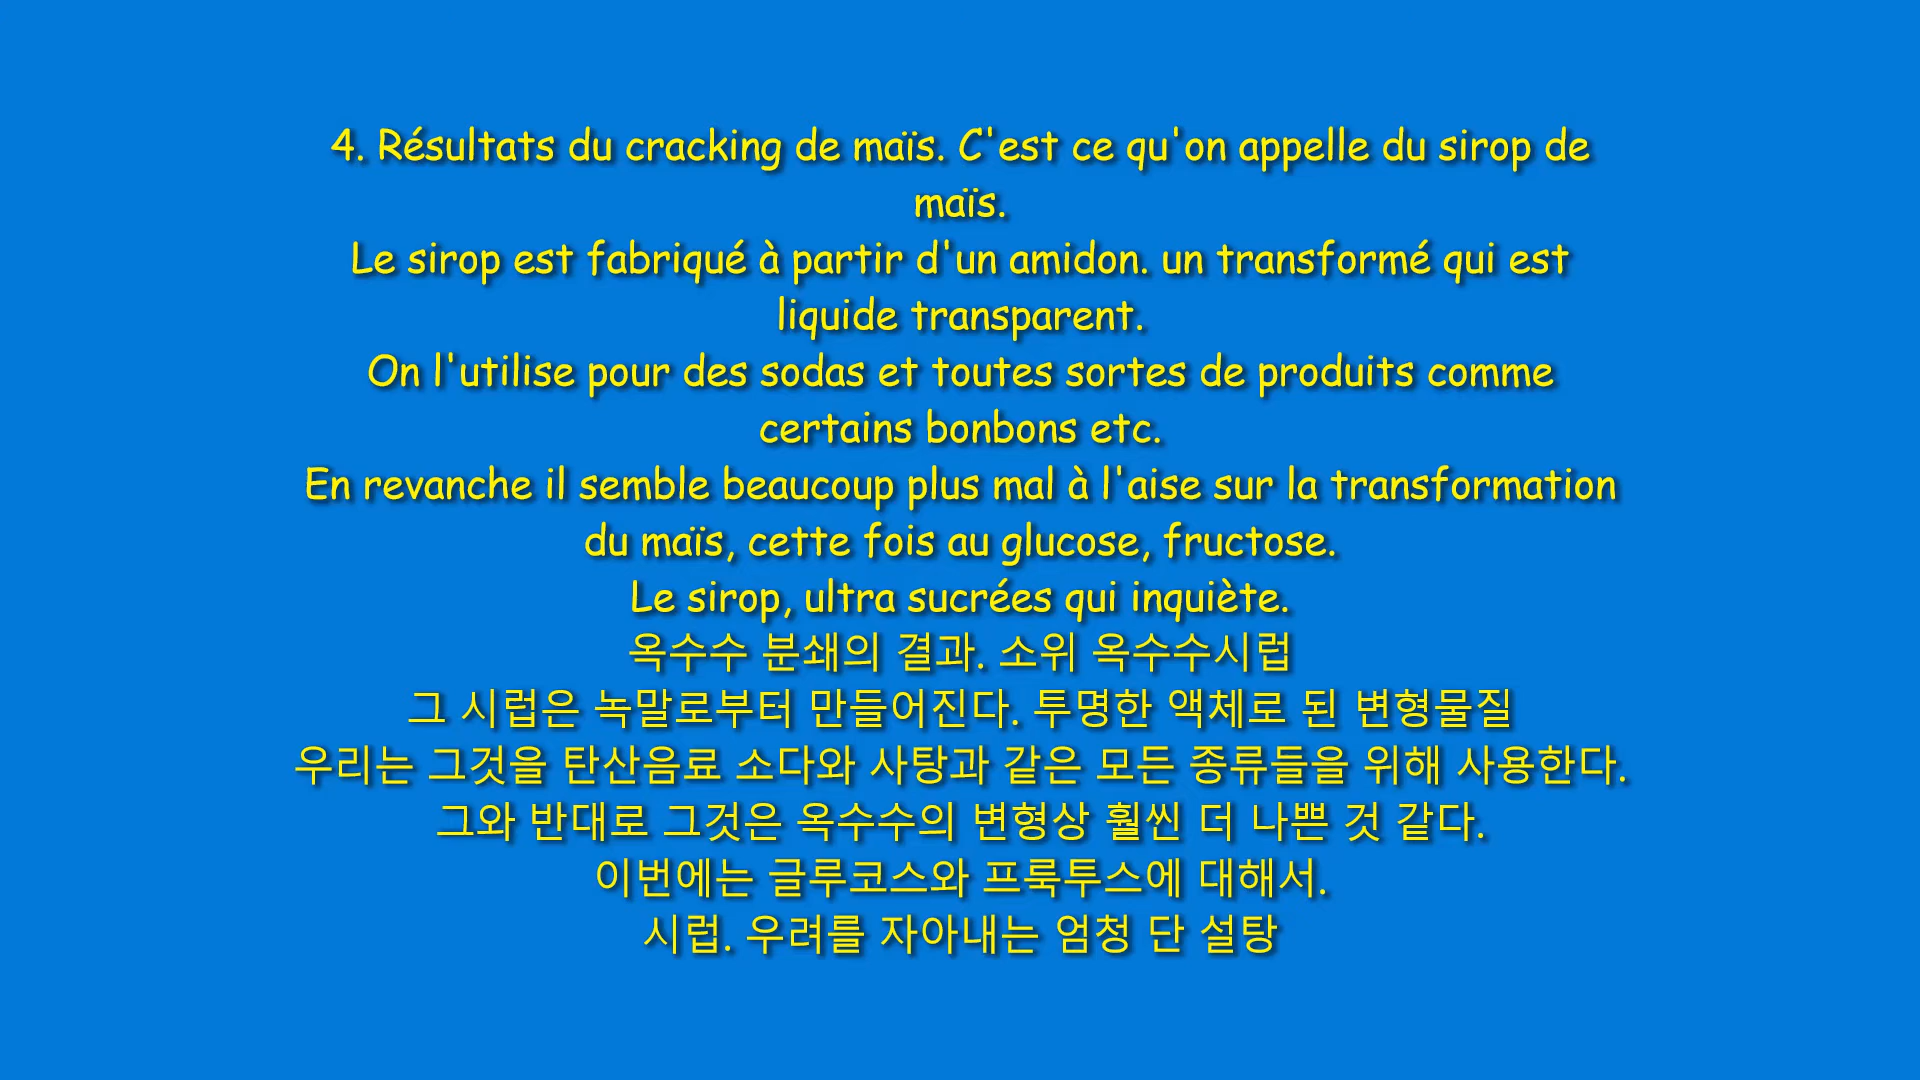 4. Résultats du cracking de maïs. C'est ce qu'on appelle du sirop de
maïs.
Le sirop est fabriqué à partir d'un amidon. un transformé qui est
liquide transparent.
On l'utilise pour des sodas et toutes sortes de produits comme
certains bonbons etc.
En revanche il semble beaucoup plus mal à l'aise sur la transformation
du maïs, cette fois au glucose, fructose.
Le sirop, ultra sucrées qui inquiète.
옥수수 분쇄의 결과. 소위 옥수수시럽
그 시럽은 녹말로부터 만들어진다. 투명한 액체로 된 변형물질
우리는 그것을 탄산음료 소다와 사탕과 같은 모든 종류들을 위해 사용한다.
그와 반대로 그것은 옥수수의 변형상 훨씬 더 나쁜 것 같다.
이번에는 글루코스와 프룩투스에 대해서.
시럽. 우려를 자아내는 엄청 단 설탕